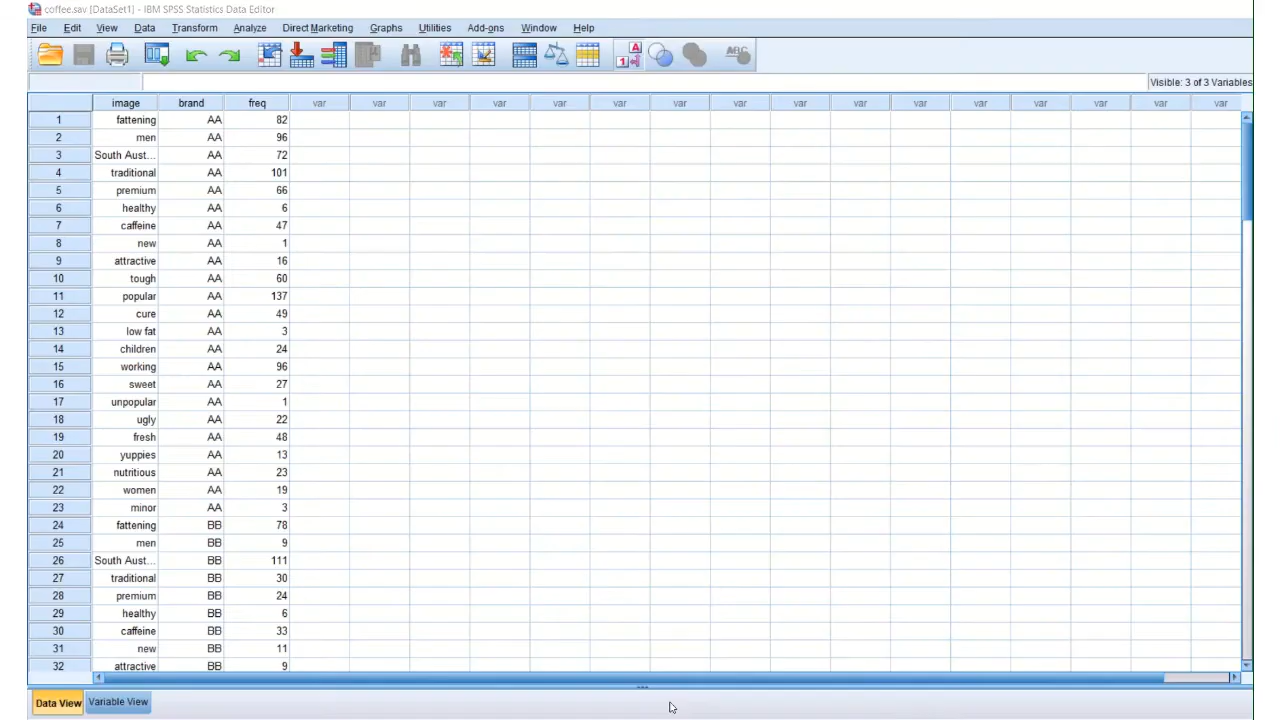 coffee.sav [DataSet1] - IBM SPSS Statistics Data Editor
File Edit View Data Transform Analyze Direct Marketing Graphs Utilities Add-ons Window Help
A
1
ABC
Visible: 3 of 3 Variables
image brand freq var var var var var var var var var var var var var var var var
1 fattening AA 82
2 men AA 96
3 South Aust... AA 72
4 traditional AA 101
5 premium AA 66
6 healthy AA 6
7 caffeine AA 47
8 new AA 1
9 attractive AA 16
10 tough AA 60
11 popular AA 137
12 cure AA 49
13 low fat AA 3
14 children AA 24
15 working AA 96
16 sweet AA 27
17 unpopular AA 1
18 ugly AA 22
19 fresh AA 48
20 yuppies AA 13
21 nutritious AA 23
22 women AA 19
23 minor AA 3
24 fattening BB 78
25 men BB 9
26 South Aust... BB 111
27 traditional BB 30
28 premium BB 24
29 healthy BB 6
30 caffeine BB 33
31 new BB 11
32 attractive BB 9
Data View Variable View